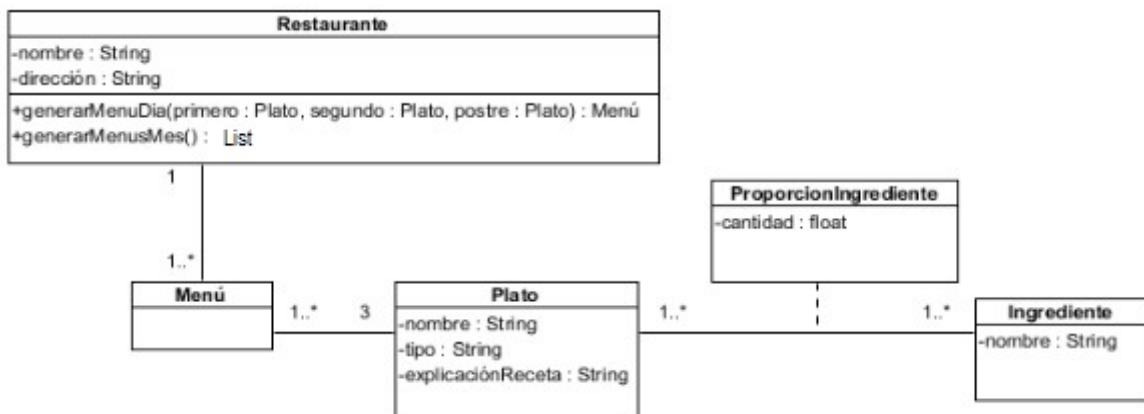 Restaurante
-nombre : String
-dirección : String
+generarMenuDia(primero : Plato, segundo : Plato, postre : Plato) : Menú
+generarMenusMes() : List
1
1..*
Menú
1..*
3
Plato
-nombre : String
-tipo : String
-explicaciónReceta : String
1..*
ProporcionIngrediente
-cantidad : float
1..*
Ingrediente
-nombre : String